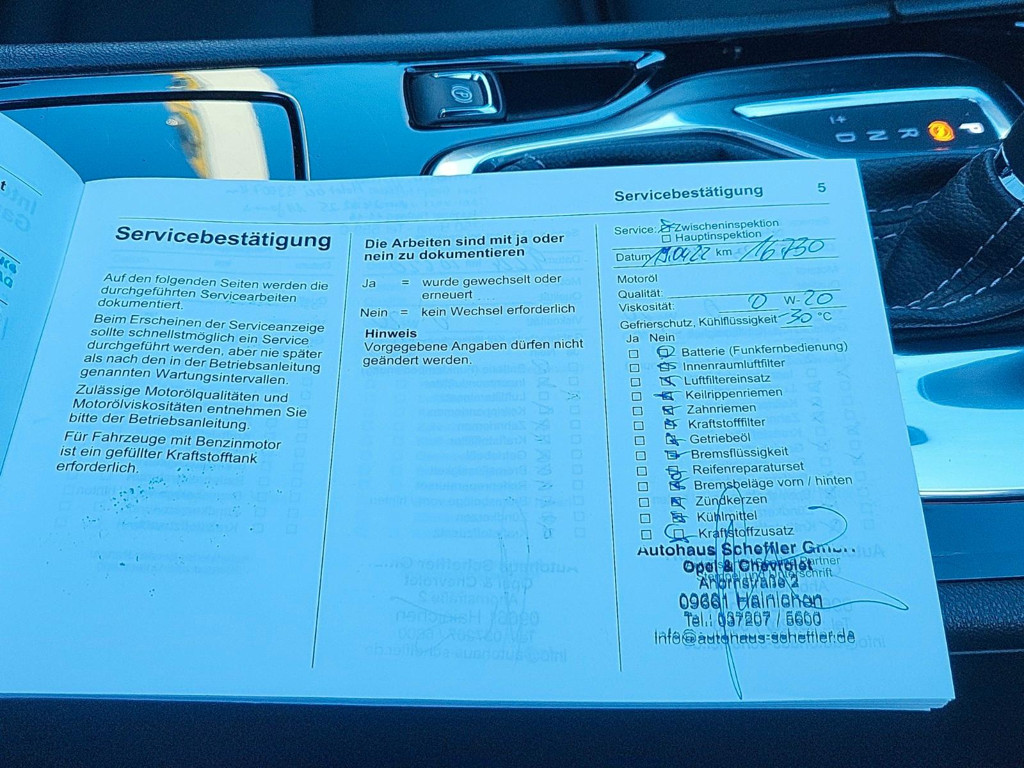 Servicebestätigung 5
Servicebestätigung
Auf den folgenden Seiten werden die
durchgeführten Servicearbeiten
dokumentiert.
Beim Erscheinen der Serviceanzeige
sollte schnellstmöglich ein Service
durchgeführt werden, aber nie später
als nach den in der Betriebsanleitung
genannten Wartungsintervallen.
Zulässige Motorölqualitäten und
Motorölviskositäten entnehmen Sie
bitte der Betriebsanleitung.
Für Fahrzeuge mit Benzinmotor
ist ein gefüllter Kraftstofftank
erforderlich.
Die Arbeiten sind mit ja oder
nein zu dokumentieren
Ja = wurde gewechselt oder
erneuert
Nein = kein Wechsel erforderlich
Hinweis
Vorgegebene Angaben dürfen nicht
geändert werden.
Service: Zwischeninspektion
Hauptinspektion
Datum 04.22 km 16730
Motoröl
Qualität:
Viskosität: 0 W-20
Gefrierschutz, Kühlflüssigkeit -30 °C
Ja Nein
Batterie (Funkfernbedienung)
Innenraumluftfilter
Luftfiltereinsatz
Keilrippenriemen
Zahnriemen
Kraftstofffilter
Getriebeöl
Bremsflüssigkeit
Reifenreparaturset
Bremsbeläge vorn / hinten
Zündkerzen
Kühlmittel
Kraftstoffzusatz
Autohaus Scheffler GmbH
Opel & Chevrolet
Partner
Ahornstraße 2
09661 Hainichen
Tel.: 037207 / 5600
info@autohaus-scheffler.de
P R N D